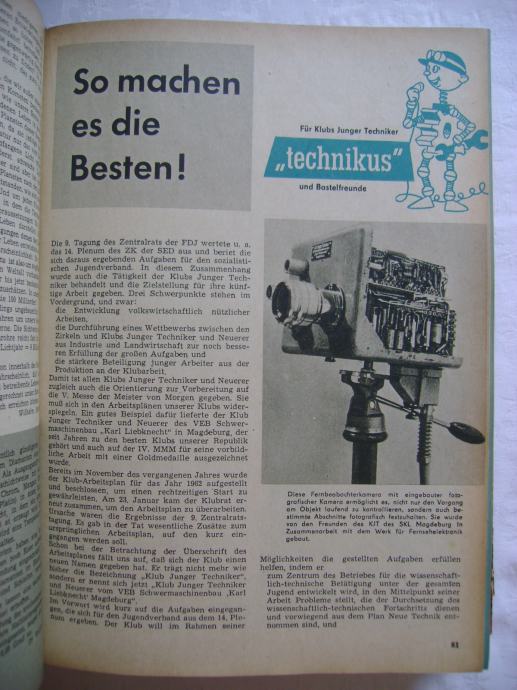 So machen
es die
Besten!
Für Klubs Junger Techniker
„technikus"
und Bastelfreunde
Die 9. Tagung des Zentralrats der FDJ wertete u. a.
das 14. Plenum des ZK der SED aus und beriet die
sich daraus ergebenden Aufgaben für den sozialisti-
schen Jugendverband. In diesem Zusammenhang
wurde auch die Tätigkeit der Klubs Junger Tech-
niker behandelt und die Zielstellung für ihre künf-
tige Arbeit gegeben. Drei Schwerpunkte stehen im
Vordergrund, und zwar:
die Entwicklung volkswirtschaftlich nützlicher
Arbeiten,
die Durchführung eines Wettbewerbs zwischen den
Zirkeln und Klubs Junger Techniker und Neuerer
aus Industrie und Landwirtschaft zur noch besse-
ren Erfüllung der großen Aufgaben und
die stärkere Beteiligung junger Arbeiter aus der
Produktion an der Klubarbeit.
Damit ist allen Klubs Junger Techniker und Neuerer
zugleich auch die Orientierung zur Vorbereitung auf
die V. Messe der Meister von Morgen gegeben. Sie
muß sich in den Arbeitsplänen unserer Klubs wider-
spiegeln. Ein gutes Beispiel dafür lieferte der Klub
Junger Techniker und Neuerer des VEB Schwer-
maschinenbau „Karl Liebknecht" in Magdeburg, der
seit Jahren zu den besten Klubs unserer Republik
gehört und auch auf der IV. MMM für seine vorbild-
liche Arbeit mit einer Goldmedaille ausgezeichnet
wurde.
Bereits im November des vergangenen Jahres wurde
der Klub-Arbeitsplan für das Jahr 1962 aufgestellt
und beschlossen, um einen rechtzeitigen Start zu
gewährleisten. Am 23. Januar kam der Klubrat er-
neut zusammen, um den Arbeitsplan zu überarbeiten.
Hieraus waren die Ergebnisse der 9. Zentralrats-
tagung. Es gab in der Tat wesentliche Zusätze zum
ursprünglichen Arbeitsplan, auf den kurz ein-
gegangen werden soll.
Schon bei der Betrachtung der Überschrift des
Arbeitsplanes fällt uns auf, daß sich der Klub einen
neuen Namen gegeben hat. Er trägt nicht mehr wie
früher die Bezeichnung „Klub Junger Techniker",
sondern er nennt sich jetzt „Klub Junger Techniker
und Neuerer vom VEB Schwermaschinenbau „Karl
Liebknecht' Magdeburg".
Im Vorwort wird kurz auf die Aufgaben eingegan-
gen, die sich für den Jugendverband aus dem 14. Ple-
num ergeben. Der Klub will im Rahmen seiner
Diese Fernbeobachterkamera mit eingebauter foto-
grafischer Kamera ermöglicht es, nicht nur den Vorgang
am Objekt laufend zu kontrollieren, sondern auch be-
stimmte Abschnitte fotografisch festzuhalten. Sie wurde
von den Freunden des KJT des SKL Magdeburg in
Zusammenarbeit mit dem Werk für Fernsehelektronik
gebaut.
Möglichkeiten die gestellten Aufgaben erfüllen
helfen, indem er
zum Zentrum des Betriebes für die wissenschaft-
lich-technische Betätigung unter der gesamten
Jugend entwickelt wird, in den Mittelpunkt seiner
Arbeit Probleme stellt, die der Durchsetzung des
wissenschaftlich-technischen Fortschritts dienen
und vorwiegend aus dem Plan Neue Technik ent-
nommen sind, und
81